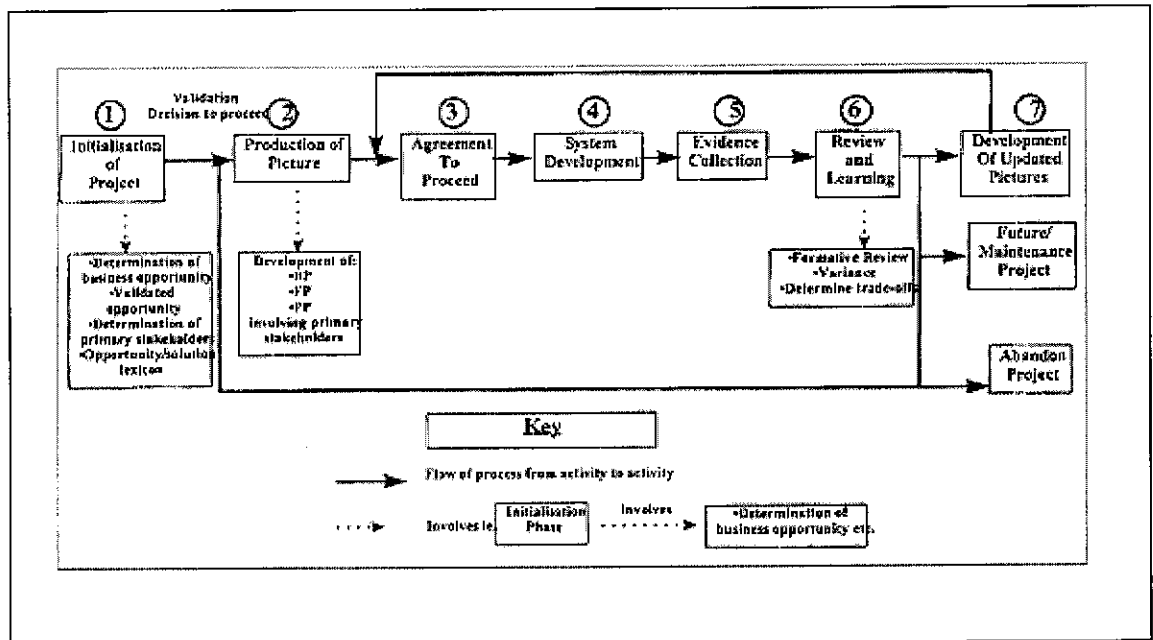 Validation
Decision to proceed
1
2
3
4
5
6
7
Initialisation
of
Project
Production of
Picture
Agreement
To
Proceed
System
Development
Evidence
Collection
Review
and
Learning
Development
Of Updated
Pictures
•Determination of
business opportunity
•Validated
opportunity
•Determination of
primary stakeholders
•Opportunity/solution
lexicon
Development of:
involving primary
stakehlders
•Formative Review
•Variance
•Determine trade-offs
Future/
Maintenance
Project
Abandon
Project
Key
Flow of process from activity to activity
Involves ie.
Initialisation
Phase
Involves
•Determination of
business opportunity etc.